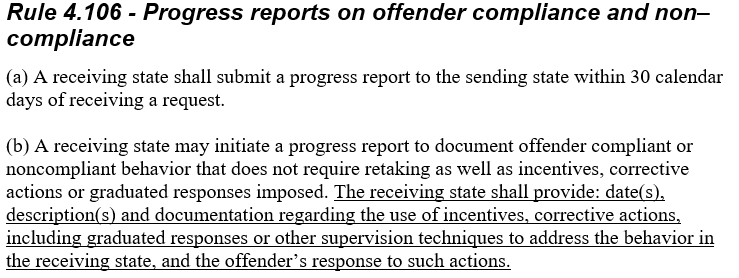 Rule 4.106 - Progress reports on offender compliance and non–
compliance
(a) A receiving state shall submit a progress report to the sending state within 30 calendar
days of receiving a request.
(b) A receiving state may initiate a progress report to document offender compliant or
noncompliant behavior that does not require retaking as well as incentives, corrective
actions or graduated responses imposed. The receiving state shall provide: date(s),
description(s) and documentation regarding the use of incentives, corrective actions,
including graduated responses or other supervision techniques to address the behavior in
the receiving state, and the offender’s response to such actions.